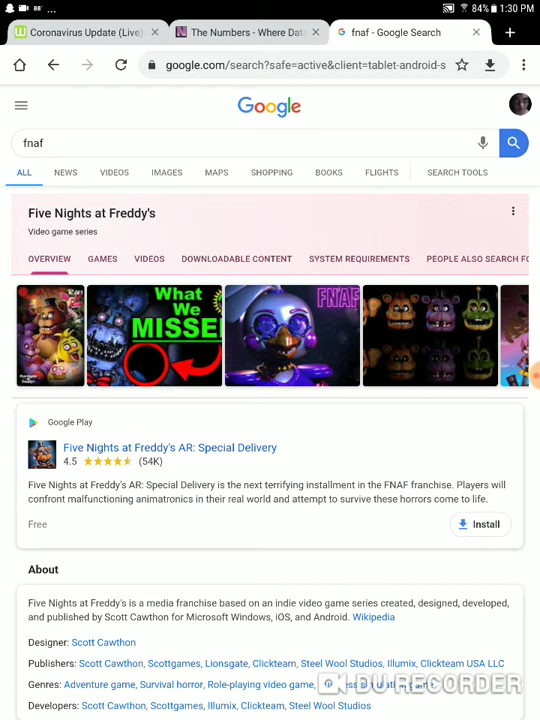 88° ... 84% 1:30 PM
Coronavirus Update (Live) The Numbers - Where Data fnaf - Google Search
google.com/search?safe=active&client=tablet-android-s
Google
fnaf
ALL NEWS VIDEOS IMAGES MAPS SHOPPING BOOKS FLIGHTS SEARCH TOOLS
Five Nights at Freddy's
Video game series
OVERVIEW GAMES VIDEOS DOWNLOADABLE CONTENT SYSTEM REQUIREMENTS PEOPLE ALSO SEARCH FO
What
We
MISSE
FNAF
Google Play
Five Nights at Freddy's AR: Special Delivery
4.5 ★★★★★ (54K)
Five Nights at Freddy's AR: Special Delivery is the next terrifying installment in the FNAF franchise. Players will
confront malfunctioning animatronics in their real world and attempt to survive these horrors come to life.
Free Install
About
Five Nights at Freddy's is a media franchise based on an indie video game series created, designed, developed,
and published by Scott Cawthon for Microsoft Windows, iOS, and Android. Wikipedia
Designer: Scott Cawthon
Publishers: Scott Cawthon, Scottgames, Lionsgate, Clickteam, Steel Wool Studios, Illumix, Clickteam USA LLC
Genres: Adventure game, Survival horror, Role-playing video game,
DU RECORDER
Developers: Scott Cawthon, Scottgames, Illumix, Clickteam, Steel Wool Studios